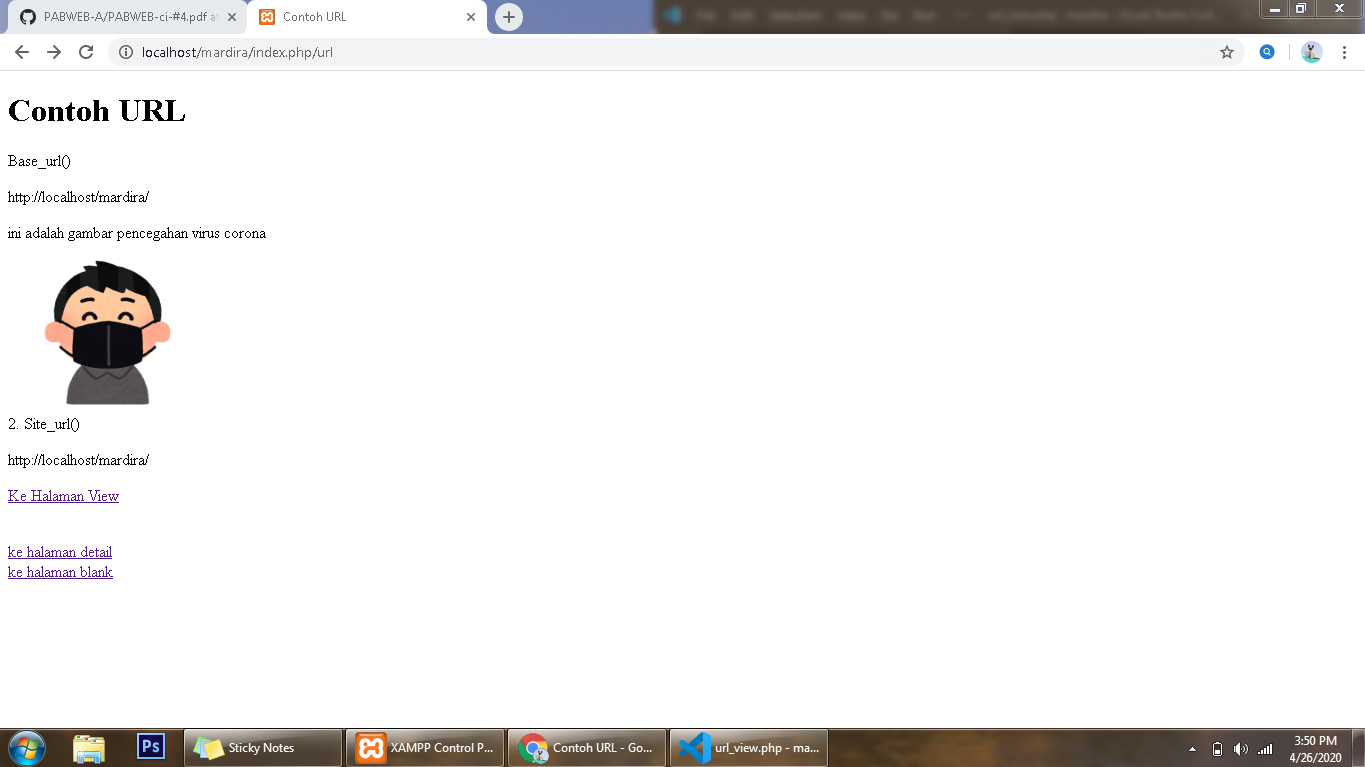 PABWEB-A/PABWEB-ci-#4.pdf at
Contoh URL
localhost/mardira/index.php/url
Contoh URL
Base_url()
http://localhost/mardira/
ini adalah gambar pencegahan virus corona
2. Site_url()
http://localhost/mardira/
Ke Halaman View
ke halaman detail
ke halaman blank
Ps
Sticky Notes
XAMPP Control P...
Contoh URL - Go...
url_view.php - ma...
3:50 PM
4/26/2020